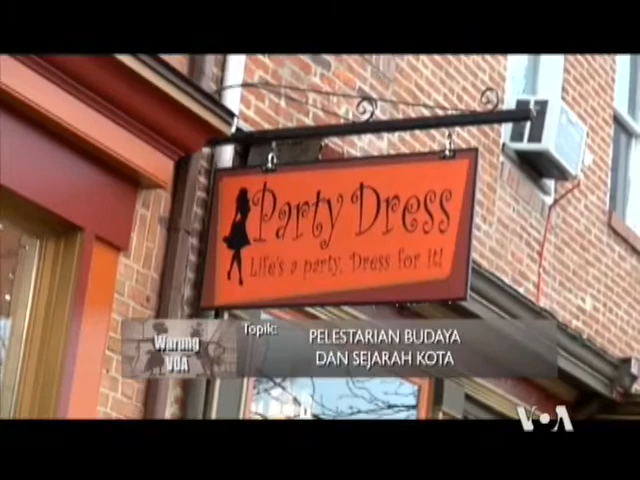 Party Dress
Life's a party, Dress for it!
Warung
VOA
Topik:
PELESTARIAN BUDAYA
DAN SEJARAH KOTA
VOA